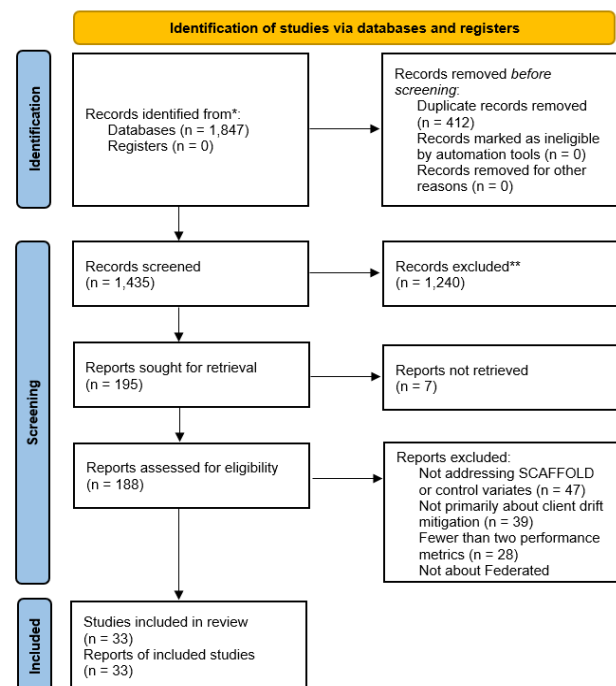 Identification of studies via databases and registers
Identification
Records identified from*:
Databases (n = 1,847)
Registers (n = 0)
Records removed before
screening:
Duplicate records removed
(n = 412)
Records marked as ineligible
by automation tools (n = 0)
Records removed for other
reasons (n = 0)
Screening
Records screened
(n = 1,435)
Records excluded**
(n = 1,240)
Reports sought for retrieval
(n = 195)
Reports not retrieved
(n = 7)
Reports assessed for eligibility
(n = 188)
Reports excluded:
Not addressing SCAFFOLD
or control variates (n = 47)
Not primarily about client drift
mitigation (n = 39)
Fewer than two performance
metrics (n = 28)
Not about Federated
Included
Studies included in review
(n = 33)
Reports of included studies
(n = 33)